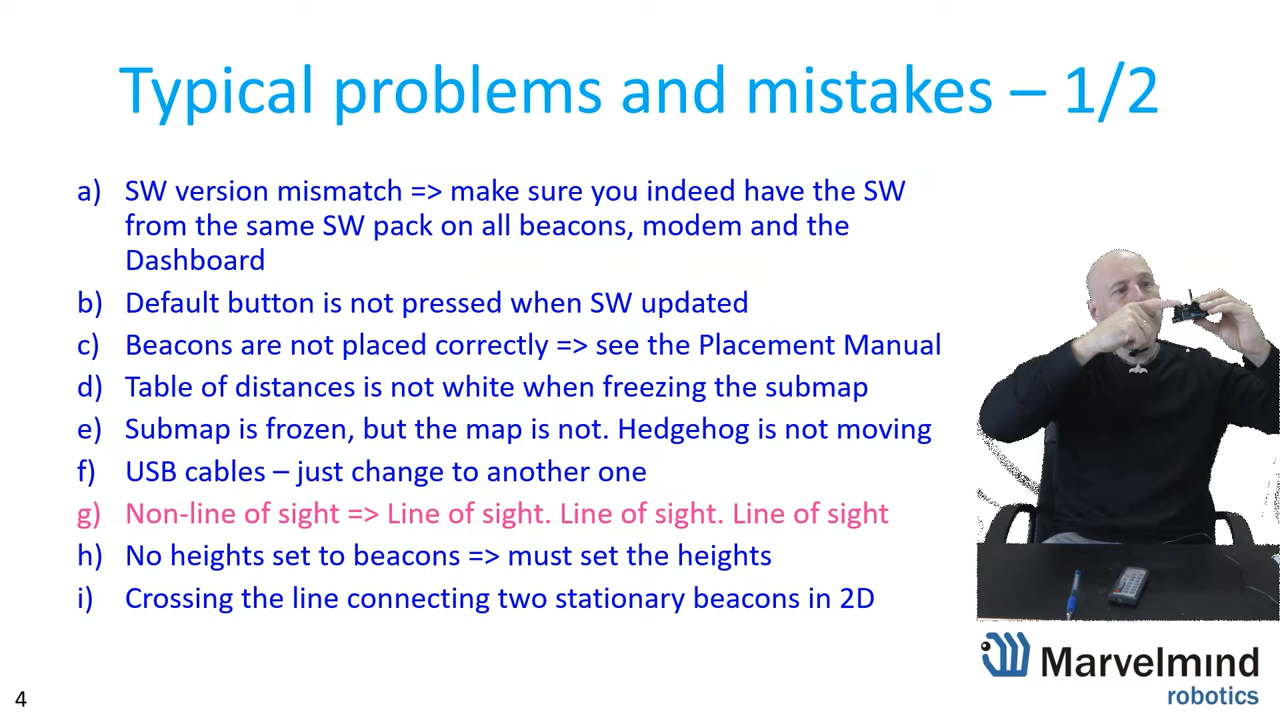 Typical problems and mistakes – 1/2
a) SW version mismatch => make sure you indeed have the SW
from the same SW pack on all beacons, modem and the
Dashboard
b) Default button is not pressed when SW updated
c) Beacons are not placed correctly => see the Placement Manual
d) Table of distances is not white when freezing the submap
e) Submap is frozen, but the map is not. Hedgehog is not moving
f) USB cables – just change to another one
g) Non-line of sight => Line of sight. Line of sight. Line of sight
h) No heights set to beacons => must set the heights
i) Crossing the line connecting two stationary beacons in 2D
Marvelmind
robotics
4